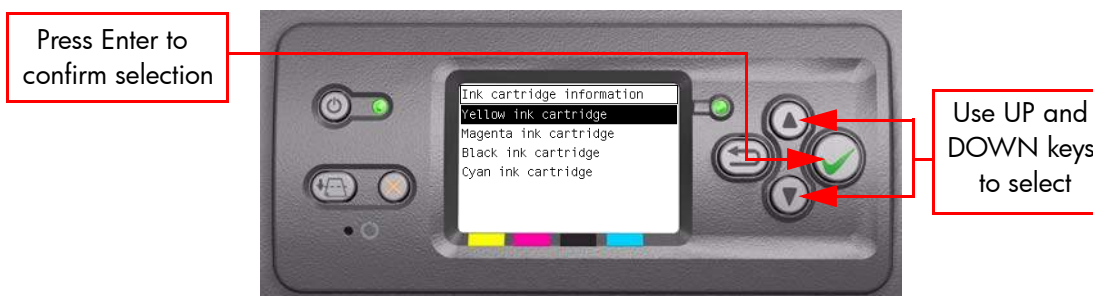 Press Enter to
confirm selection
Ink cartridge information
Yellow ink cartridge
Magenta ink cartridge
Black ink cartridge
Cyan ink cartridge
Use UP and
DOWN keys
to select